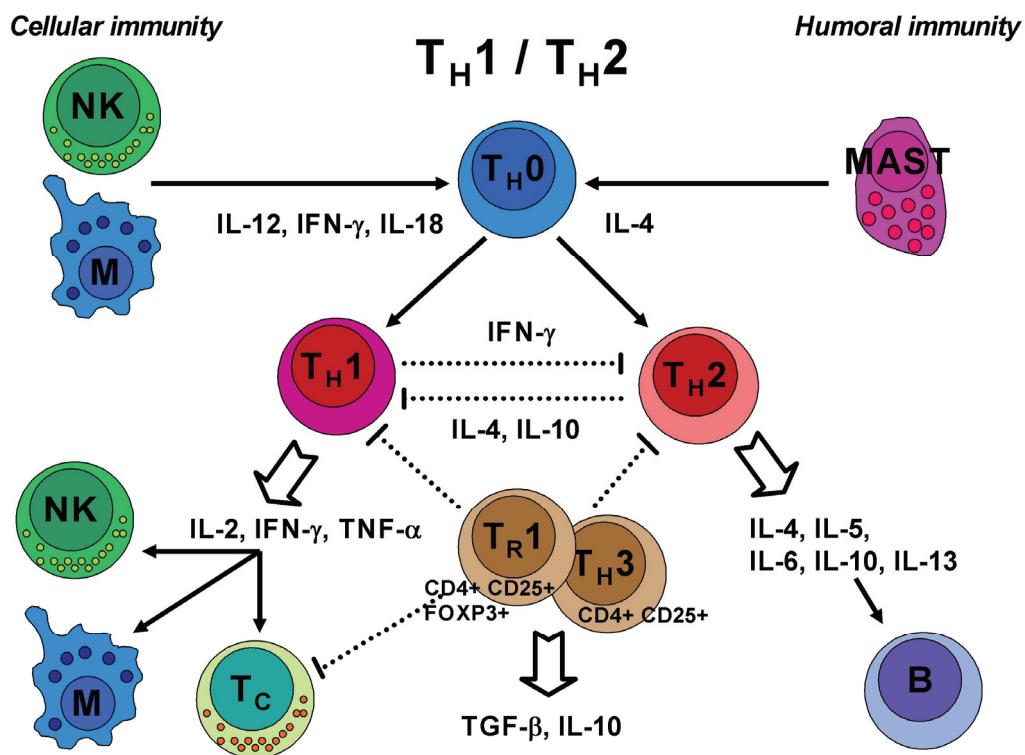 Cellular immunity
Humoral immunity
TH1 / TH2
NK
MAST
TH0
IL-12, IFN-γ, IL-18
IL-4
M
IFN-γ
TH1
TH2
IL-4, IL-10
NK
IL-2, IFN-γ, TNF-α
TR1
TH3
IL-4, IL-5,
IL-6, IL-10, IL-13
CD4+ CD25+
FOXP3+
CD4+ CD25+
M
TC
B
TGF-β, IL-10